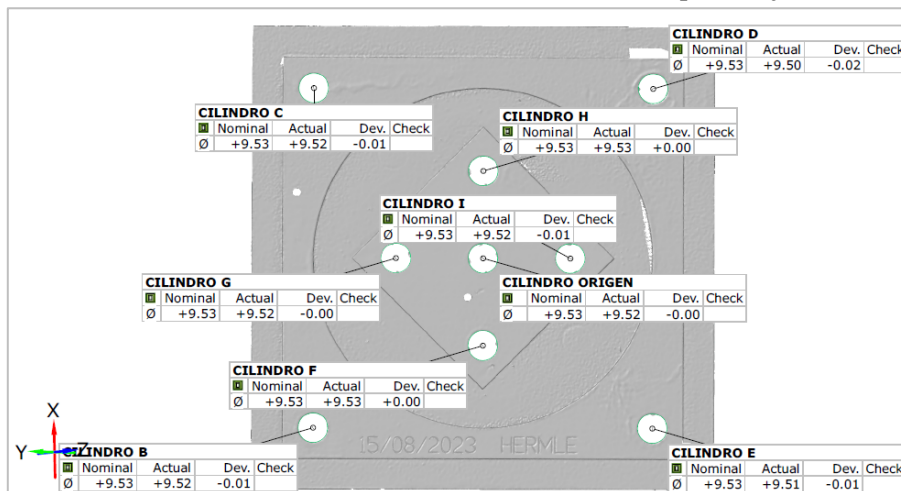 CILINDRO D
Nominal Actual Dev. Check
Ø +9.53 +9.50 -0.02
CILINDRO C
Nominal Actual Dev. Check
Ø +9.53 +9.52 -0.01
CILINDRO H
Nominal Actual Dev. Check
Ø +9.53 +9.53 +0.00
CILINDRO I
Nominal Actual Dev. Check
Ø +9.53 +9.52 -0.01
CILINDRO G
Nominal Actual Dev. Check
Ø +9.53 +9.52 -0.00
CILINDRO ORIGEN
Nominal Actual Dev. Check
Ø +9.53 +9.52 -0.00
CILINDRO F
Nominal Actual Dev. Check
Ø +9.53 +9.53 +0.00
X
Y Z
15/08/2023 HERMLE
CILINDRO B
Nominal Actual Dev. Check
Ø +9.53 +9.52 -0.01
CILINDRO E
Nominal Actual Dev. Check
Ø +9.53 +9.51 -0.01